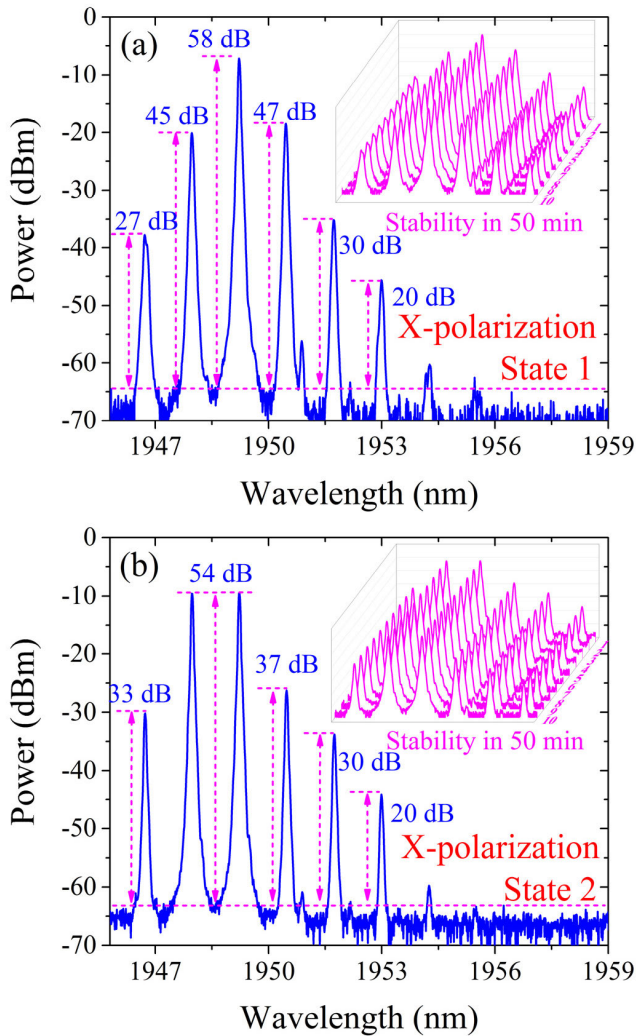 (a)
58 dB
45 dB
47 dB
27 dB
30 dB
20 dB
Stability in 50 min
X-polarization
State 1
0
-10
-20
-30
-40
-50
-60
-70
Power (dBm)
1947 1950 1953 1956 1959
Wavelength (nm)
(b)
54 dB
33 dB
37 dB
30 dB
20 dB
Stability in 50 min
X-polarization
State 2
0
-10
-20
-30
-40
-50
-60
-70
Power (dBm)
1947 1950 1953 1956 1959
Wavelength (nm)